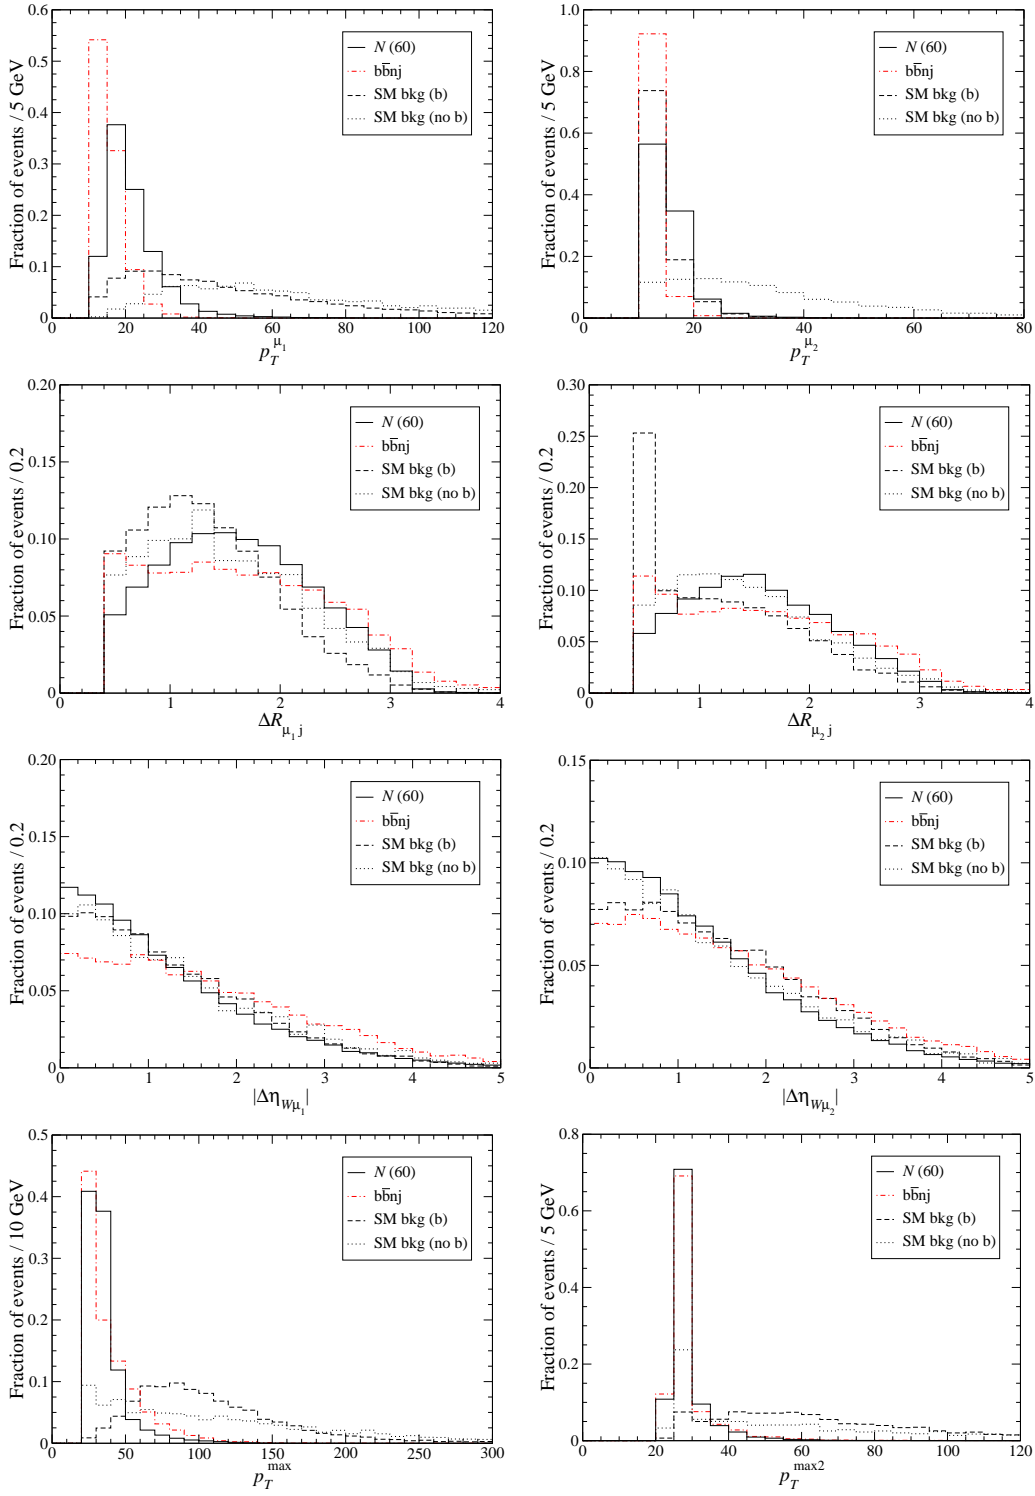 0.6
0.5
0.4
0.3
0.2
0.1
0
Fraction of events / 5 GeV
N (60)
bb̄nj
SM bkg (b)
SM bkg (no b)
0 20 40 60 80 100 120
p_T^μ₁
1.0
0.8
0.6
0.4
0.2
0
Fraction of events / 5 GeV
N (60)
bb̄nj
SM bkg (b)
SM bkg (no b)
0 20 40 60 80
p_T^μ₂
0.20
0.15
0.10
0.05
0
Fraction of events / 0.2
N (60)
bb̄nj
SM bkg (b)
SM bkg (no b)
0 1 2 3 4
ΔR_μ₁ j
0.30
0.25
0.20
0.15
0.10
0.05
0
Fraction of events / 0.2
N (60)
bb̄nj
SM bkg (b)
SM bkg (no b)
0 1 2 3 4
ΔR_μ₂ j
0.20
0.15
0.10
0.05
0
Fraction of events / 0.2
N (60)
bb̄nj
SM bkg (b)
SM bkg (no b)
0 1 2 3 4 5
|Δη_Wμ₁|
0.15
0.10
0.05
0
Fraction of events / 0.2
N (60)
bb̄nj
SM bkg (b)
SM bkg (no b)
0 1 2 3 4 5
|Δη_Wμ₂|
0.5
0.4
0.3
0.2
0.1
0
Fraction of events / 10 GeV
N (60)
bb̄nj
SM bkg (b)
SM bkg (no b)
0 50 100 150 200 250 300
p_T^max
0.8
0.6
0.4
0.2
0
Fraction of events / 5 GeV
N (60)
bb̄nj
SM bkg (b)
SM bkg (no b)
0 20 40 60 80 100 120
p_T^max2